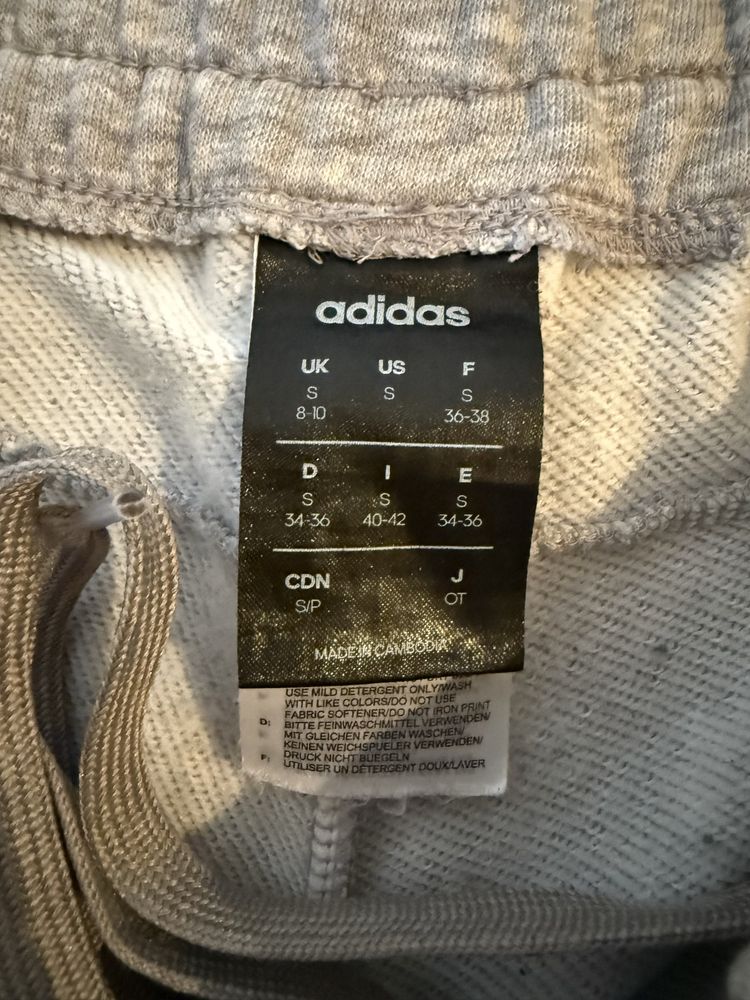 adidas
UK US F
S S S
8-10 36-38
D I E
S S S
34-36 40-42 34-36
CDN J
S/P OT
MADE IN CAMBODIA
USE MILD DETERGENT ONLY/WASH
WITH LIKE COLORS/DO NOT USE
FABRIC SOFTENER/DO NOT IRON PRINT
D: BITTE FEINWASCHMITTEL VERWENDEN/
MIT GLEICHEN FARBEN WASCHEN/
KEINEN WEICHSPUELER VERWENDEN/
DRUCK NICHT BUEGELN
F: UTILISER UN DÉTERGENT DOUX/LAVER